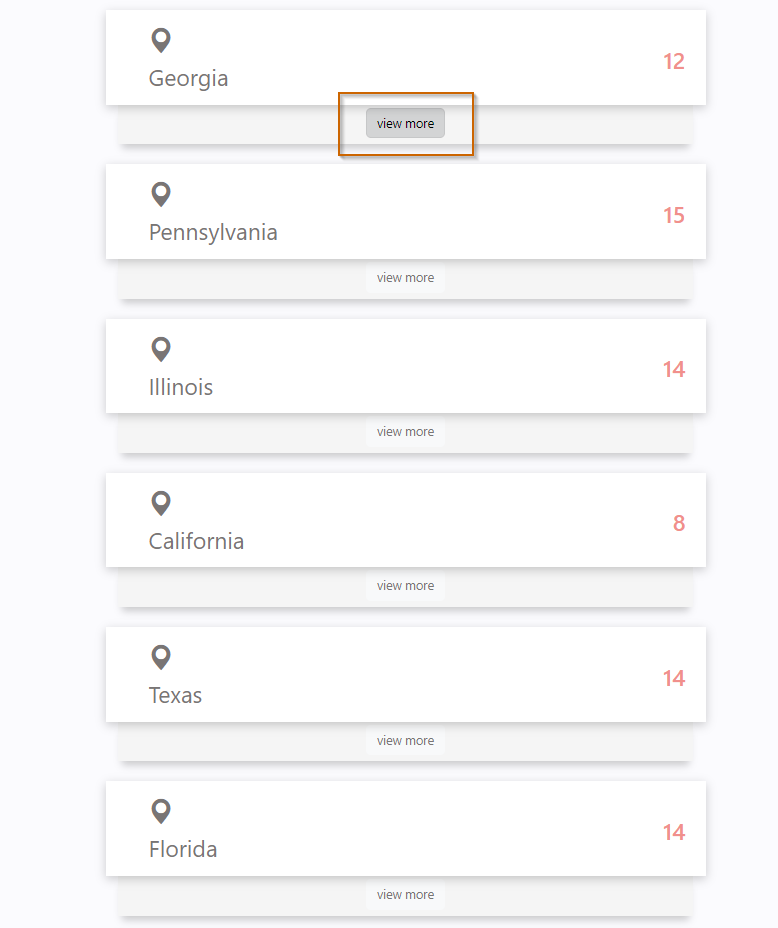 Georgia
12
view more
Pennsylvania
15
view more
Illinois
14
view more
California
8
view more
Texas
14
view more
Florida
14
view more